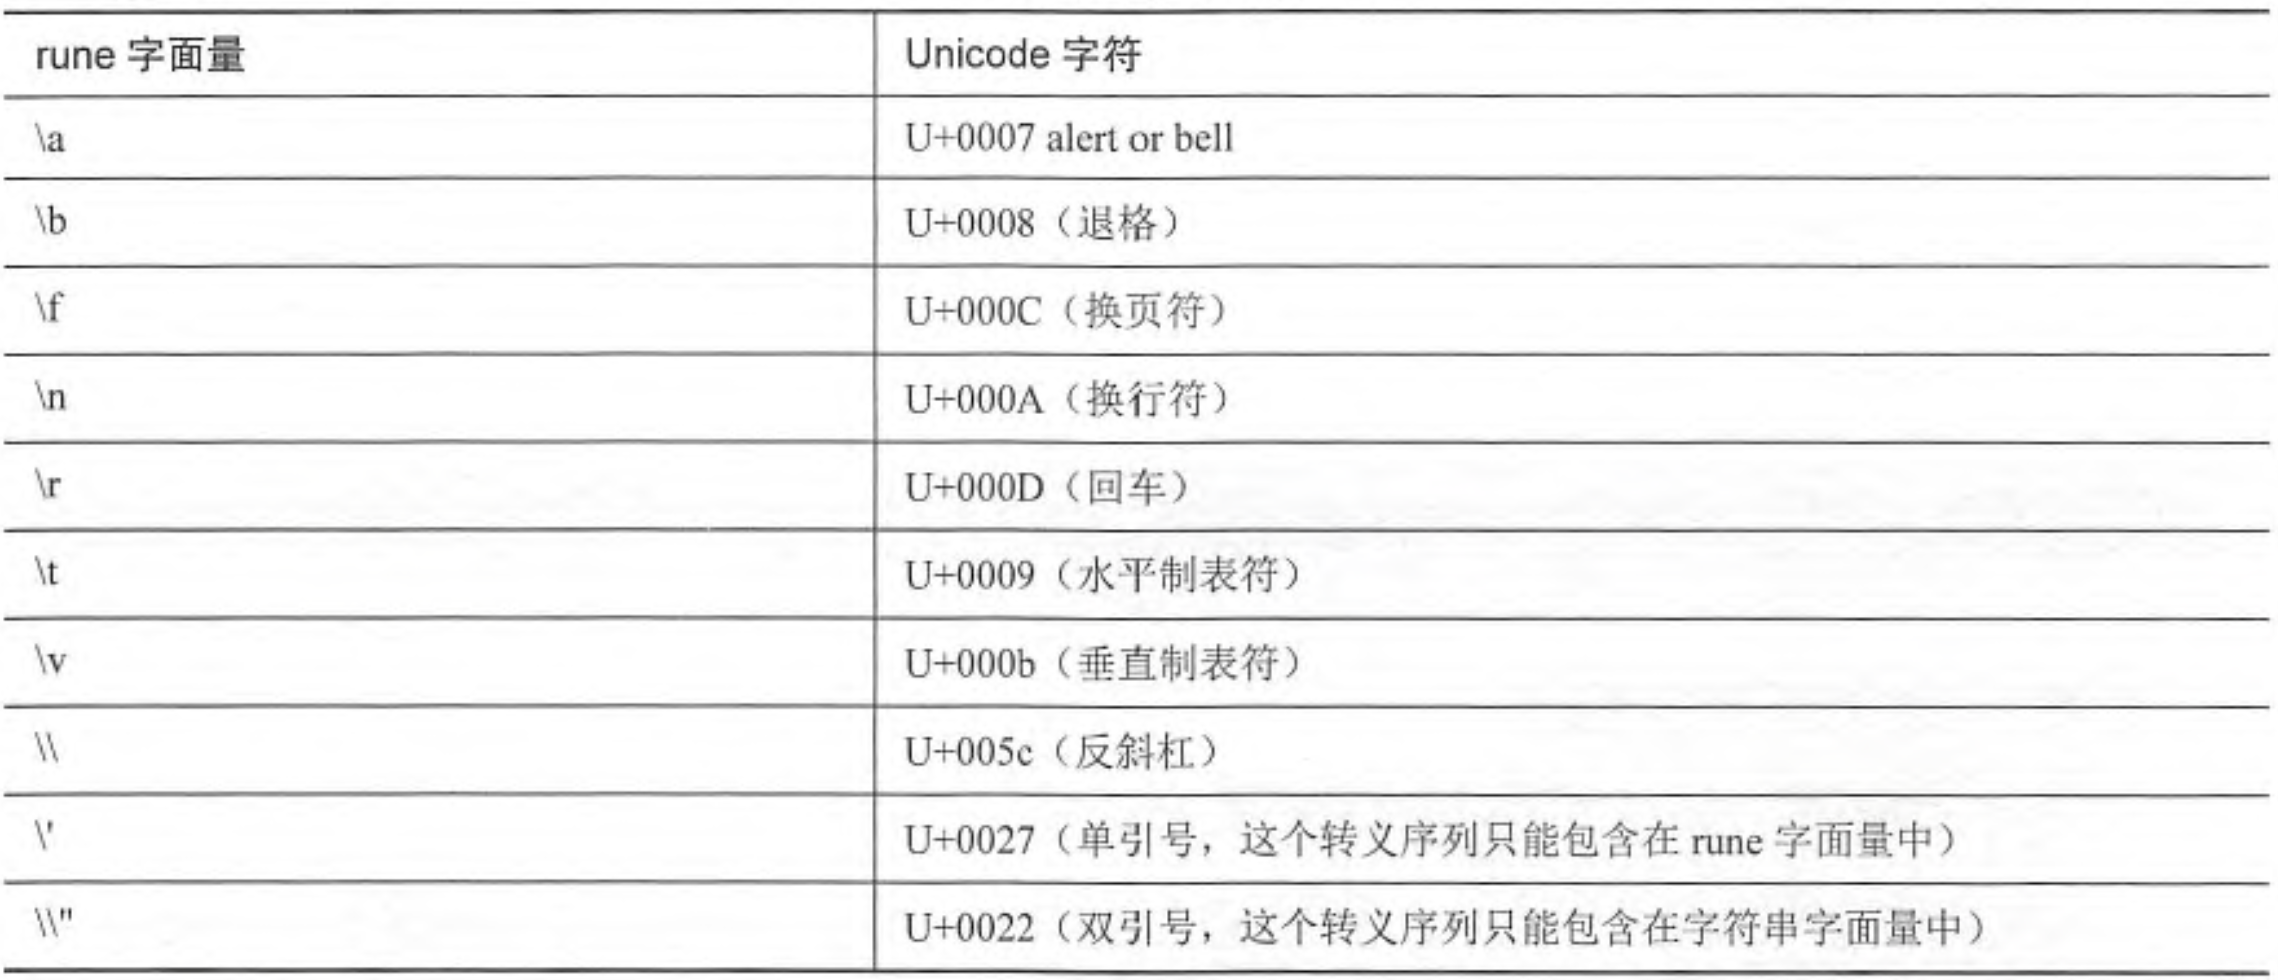 rune 字面量 Unicode 字符
\a U+0007 alert or bell
\b U+0008（退格）
\f U+000C（换页符）
\n U+000A（换行符）
\r U+000D（回车）
\t U+0009（水平制表符）
\v U+000b（垂直制表符）
\\ U+005c（反斜杠）
\' U+0027（单引号，这个转义序列只能包含在 rune 字面量中）
\\" U+0022（双引号，这个转义序列只能包含在字符串字面量中）